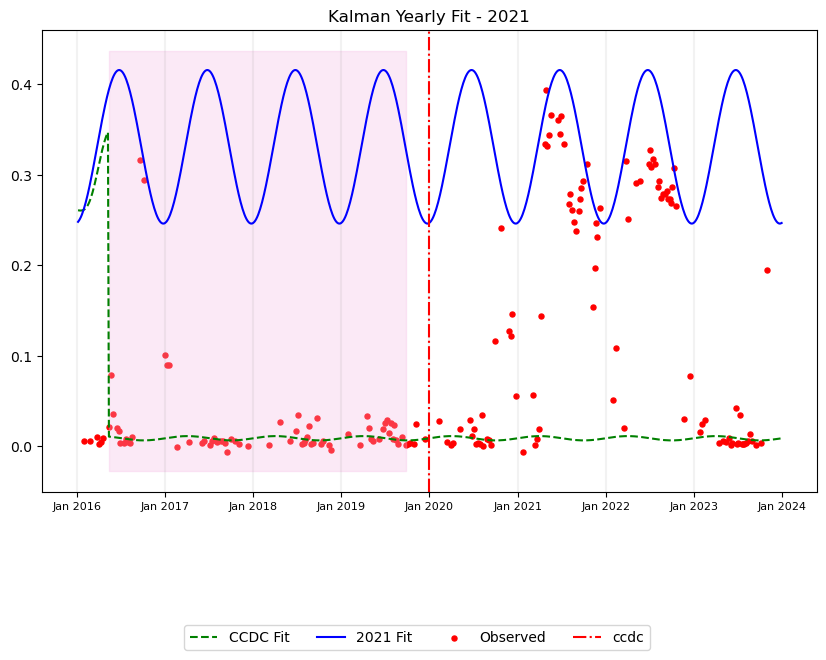 Kalman Yearly Fit - 2021
0.4
0.3
0.2
0.1
0.0
Jan 2016 Jan 2017 Jan 2018 Jan 2019 Jan 2020 Jan 2021 Jan 2022 Jan 2023 Jan 2024
CCDC Fit 2021 Fit Observed ccdc